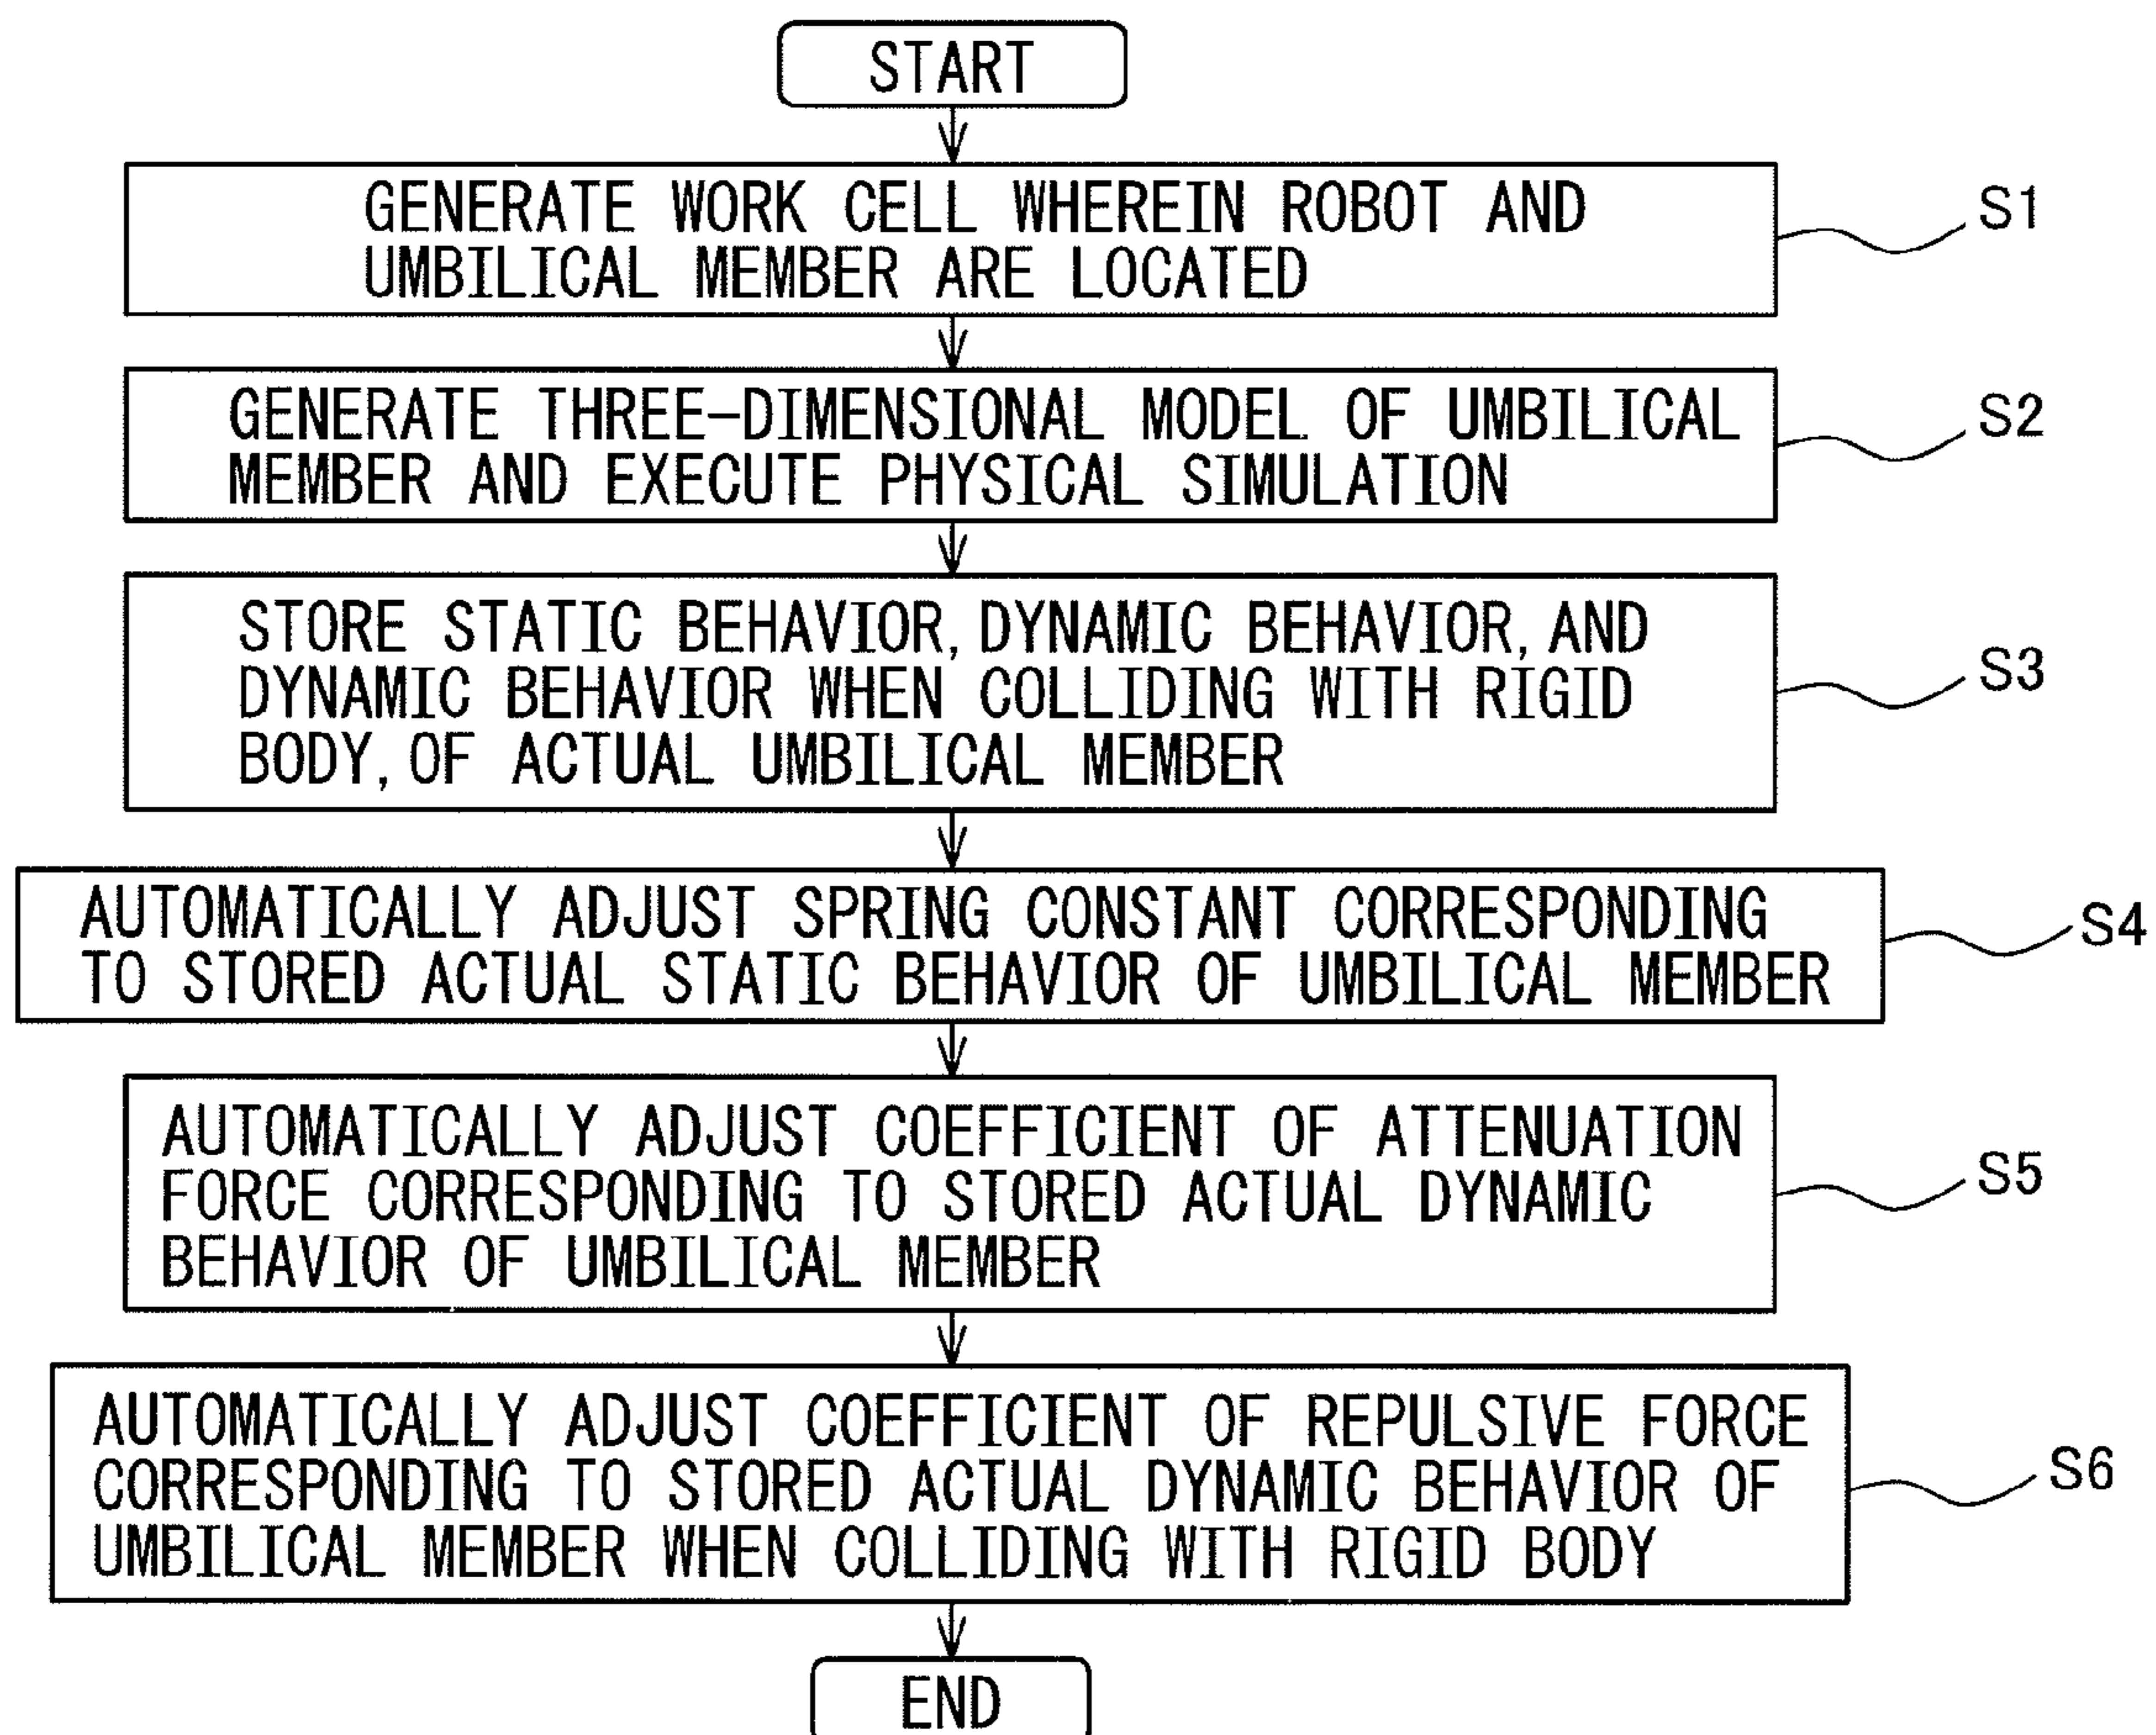 START
GENERATE WORK CELL WHEREIN ROBOT AND
UMBILICAL MEMBER ARE LOCATED
S1
GENERATE THREE-DIMENSIONAL MODEL OF UMBILICAL
MEMBER AND EXECUTE PHYSICAL SIMULATION
S2
STORE STATIC BEHAVIOR, DYNAMIC BEHAVIOR, AND
DYNAMIC BEHAVIOR WHEN COLLIDING WITH RIGID
BODY, OF ACTUAL UMBILICAL MEMBER
S3
AUTOMATICALLY ADJUST SPRING CONSTANT CORRESPONDING
TO STORED ACTUAL STATIC BEHAVIOR OF UMBILICAL MEMBER
S4
AUTOMATICALLY ADJUST COEFFICIENT OF ATTENUATION
FORCE CORRESPONDING TO STORED ACTUAL DYNAMIC
BEHAVIOR OF UMBILICAL MEMBER
S5
AUTOMATICALLY ADJUST COEFFICIENT OF REPULSIVE FORCE
CORRESPONDING TO STORED ACTUAL DYNAMIC BEHAVIOR OF
UMBILICAL MEMBER WHEN COLLIDING WITH RIGID BODY
S6
END